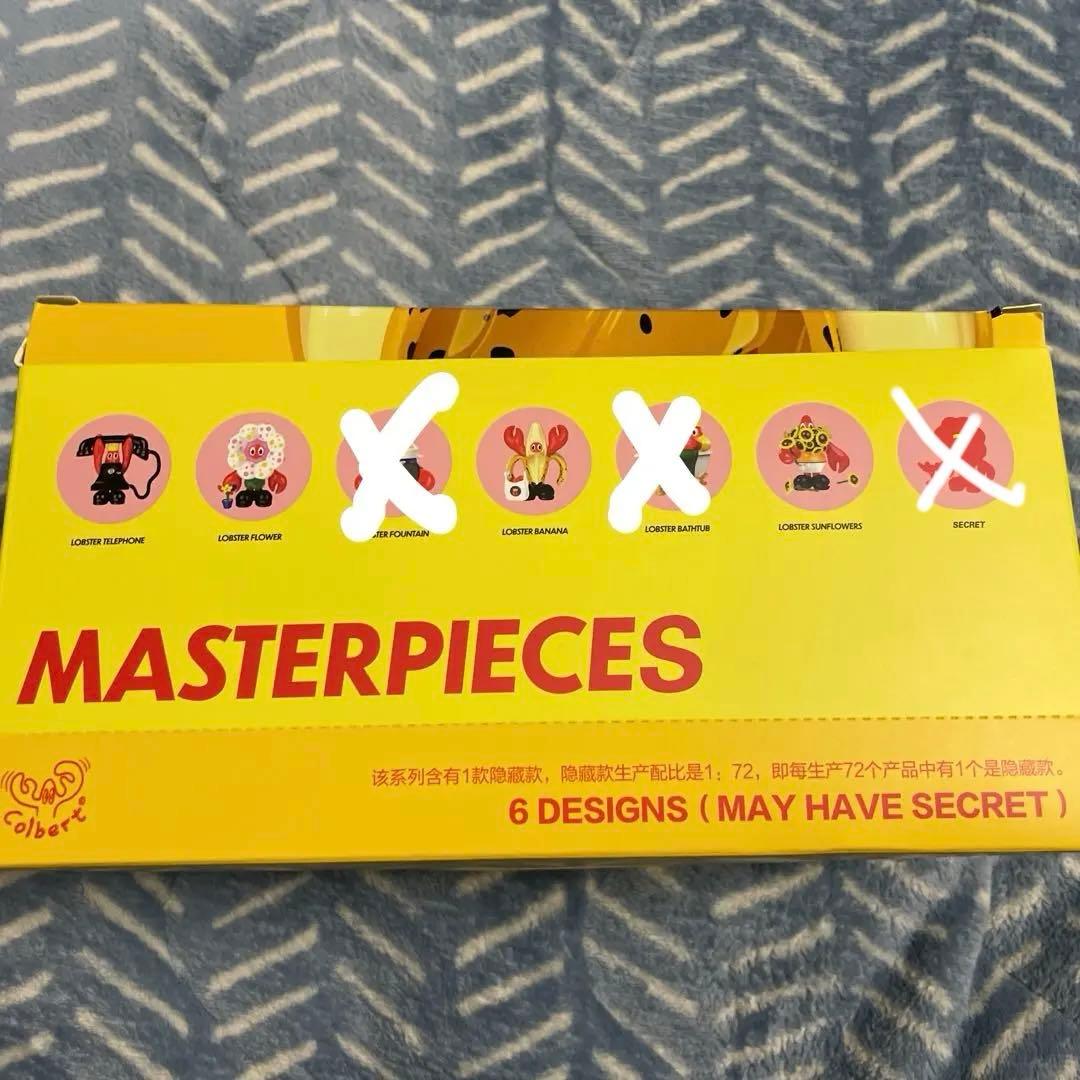 LOBSTER TELEPHONE
LOBSTER FLOWER
STER FOUNTAIN
LOBSTER BANANA
LOBSTER BATHTUB
LOBSTER SUNFLOWERS
SECRET
MASTERPIECES
Colbert
该系列含有1款隐藏款，隐藏款生产配比是1：72，即每生产72个产品中有1个是隐藏款。
6 DESIGNS (MAY HAVE SECRET)